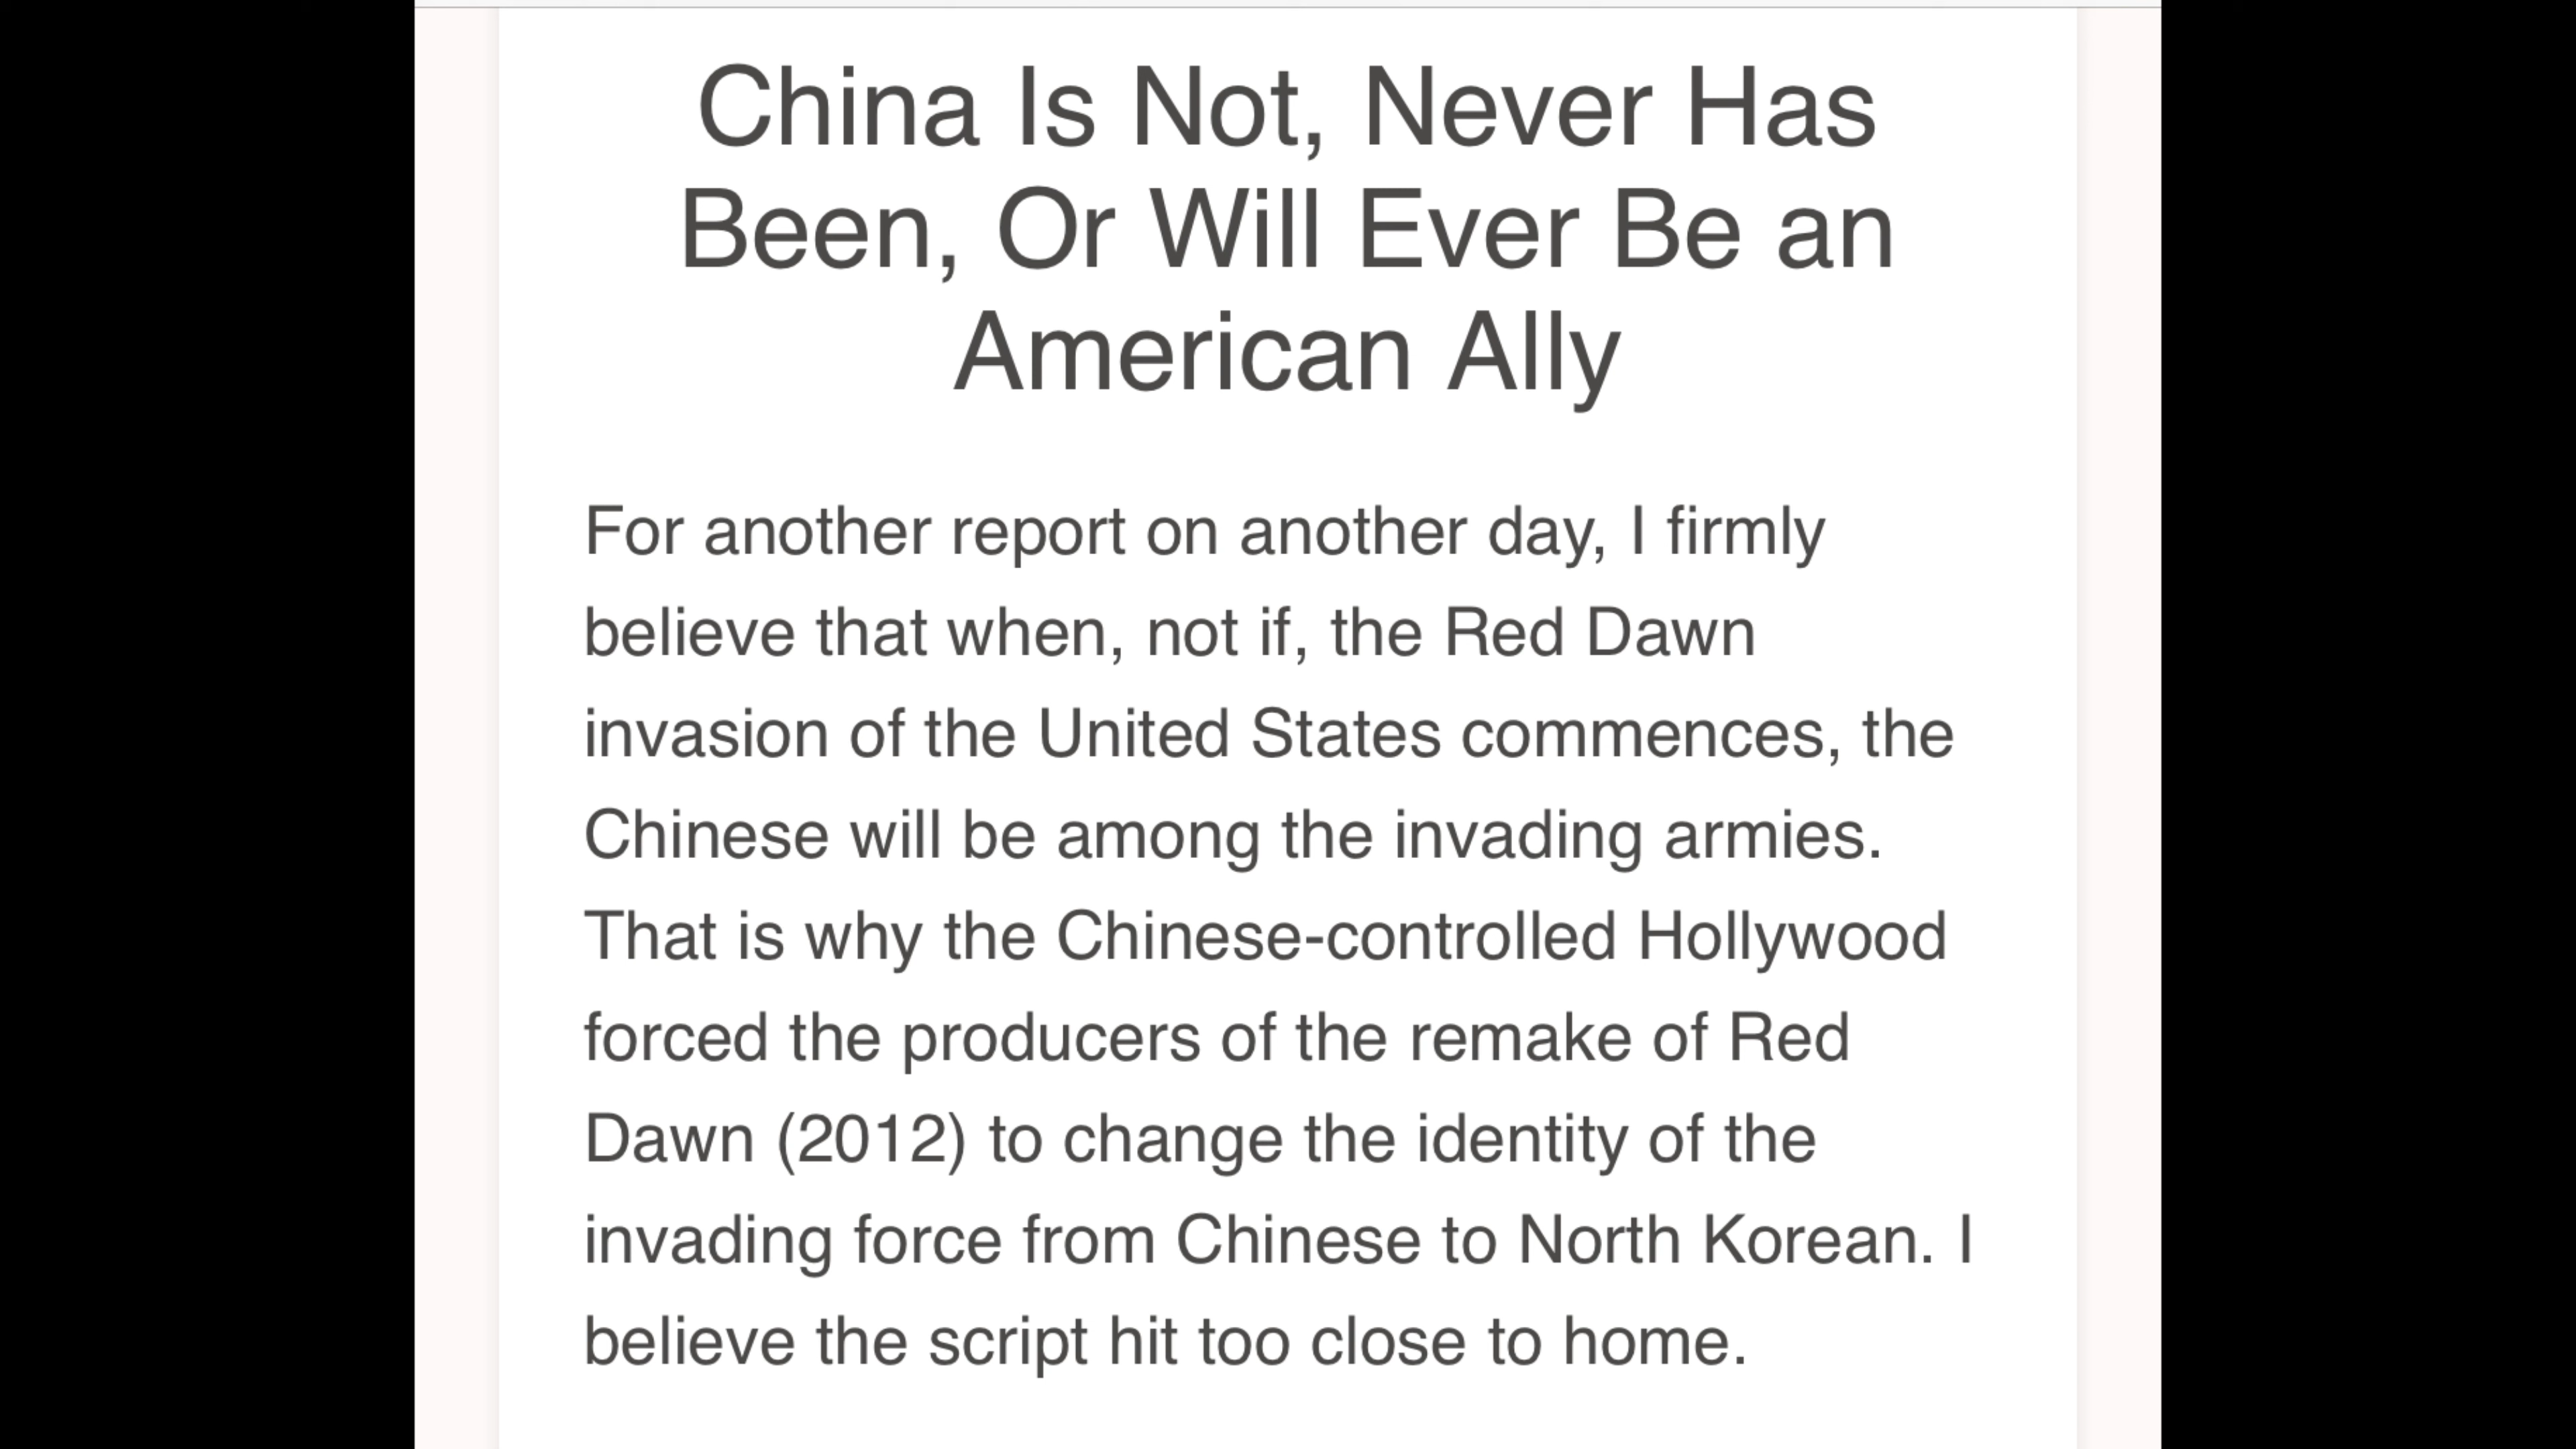 China Is Not, Never Has
Been, Or Will Ever Be an
American Ally
For another report on another day, I firmly
believe that when, not if, the Red Dawn
invasion of the United States commences, the
Chinese will be among the invading armies.
That is why the Chinese-controlled Hollywood
forced the producers of the remake of Red
Dawn (2012) to change the identity of the
invading force from Chinese to North Korean. I
believe the script hit too close to home.